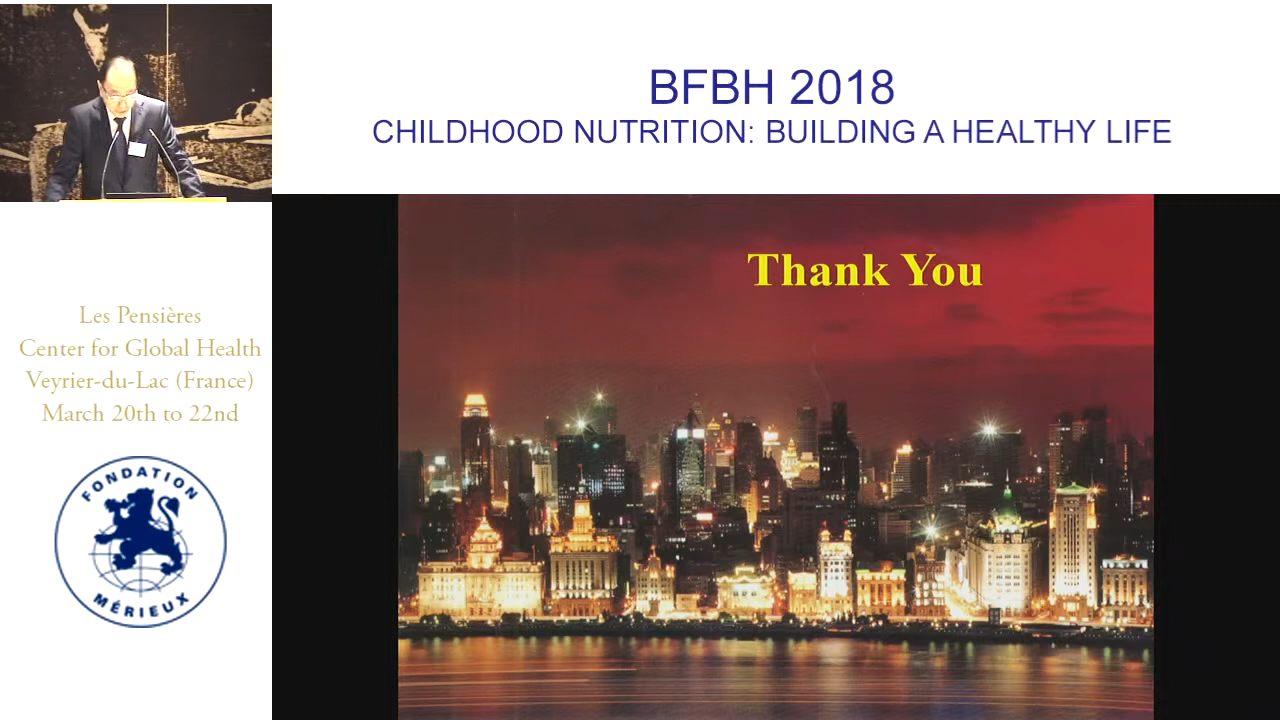 BFBH 2018
CHILDHOOD NUTRITION: BUILDING A HEALTHY LIFE
Thank You
Les Pensières
Center for Global Health
Veyrier-du-Lac (France)
March 20th to 22nd
FONDATION
MÉRIEUX